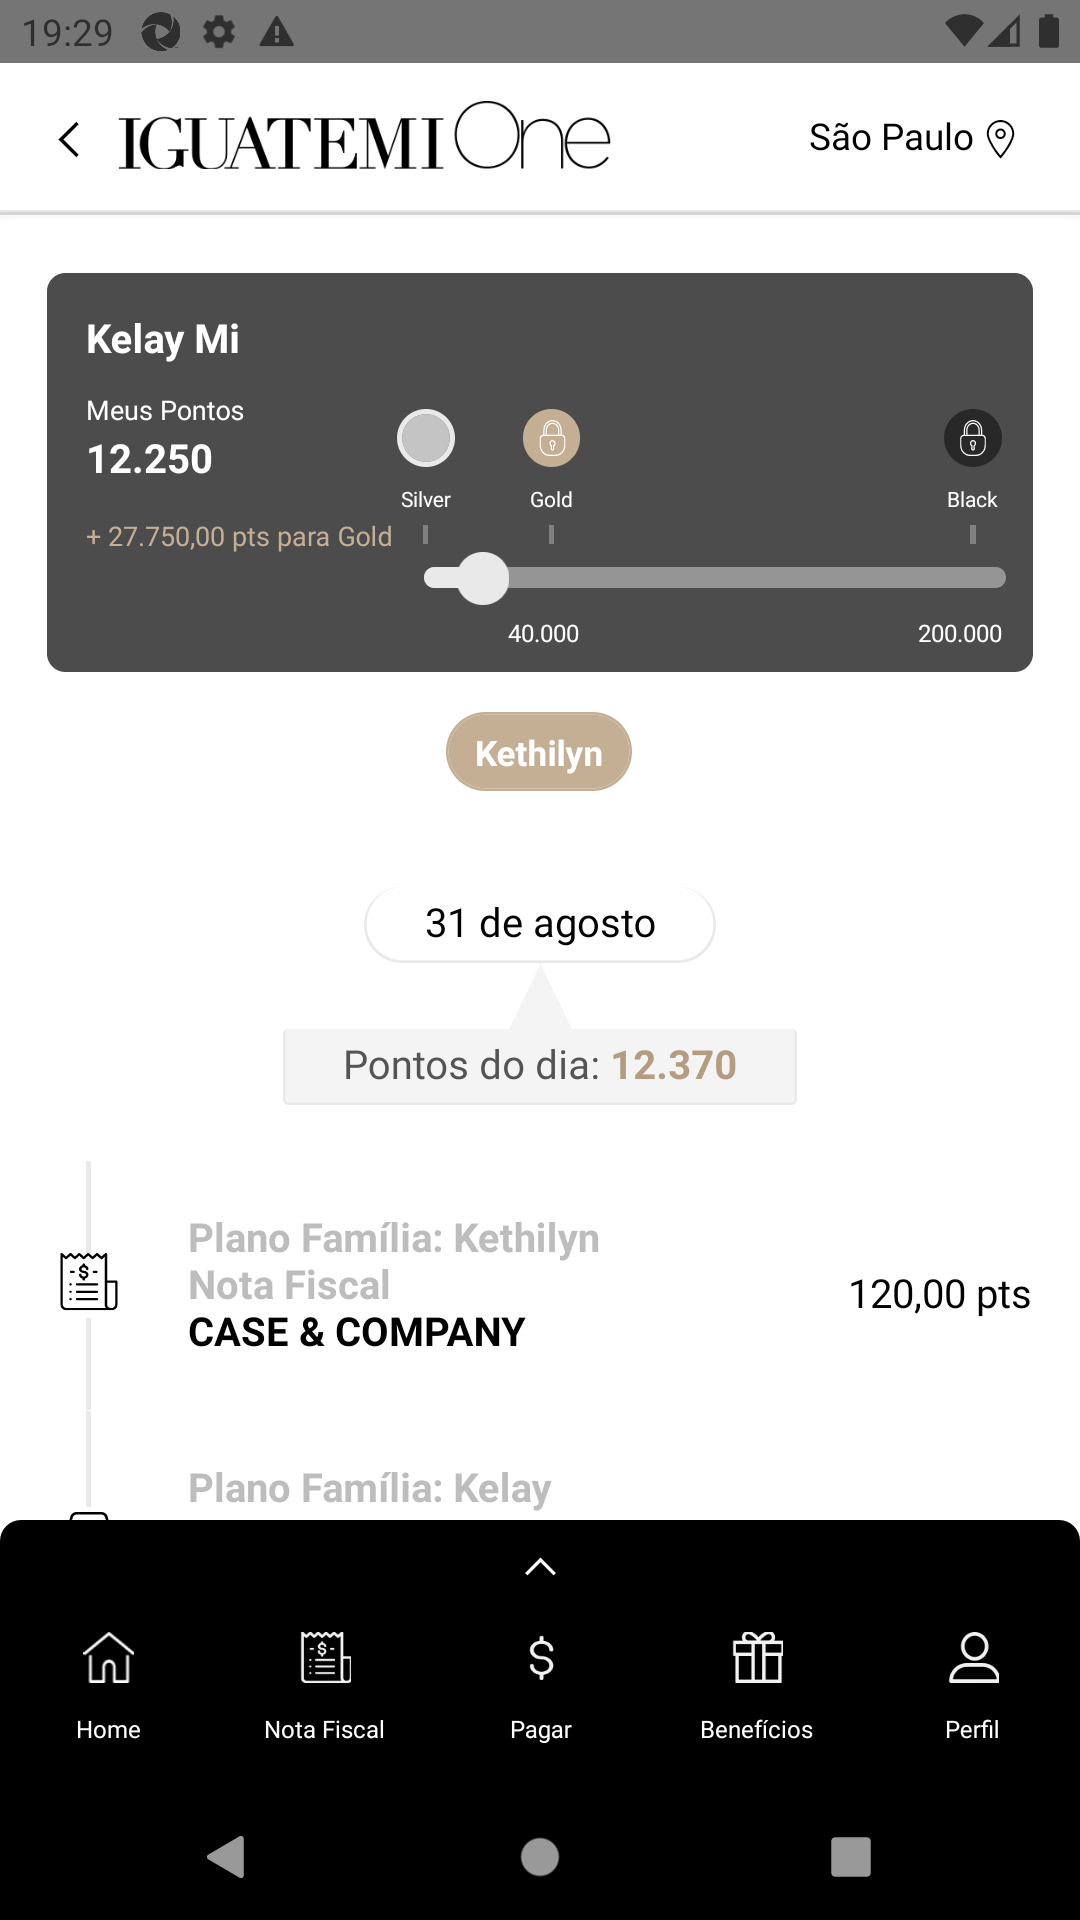 19:29
IGUATEMI One
São Paulo
Kelay Mi
Meus Pontos
12.250
+ 27.750,00 pts para Gold
Silver
Gold
Black
40.000
200.000
Kethilyn
31 de agosto
Pontos do dia: 12.370
Plano Família: Kethilyn
Nota Fiscal
CASE & COMPANY
120,00 pts
Plano Família: Kelay
Home
Nota Fiscal
Pagar
Benefícios
Perfil